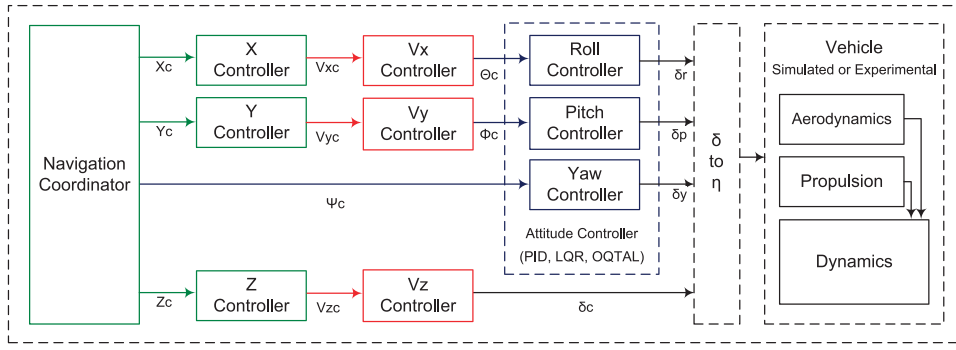 Navigation
Coordinator
Xc
X
Controller
Vxc
Vx
Controller
Θc
Roll
Controller
δr
Yc
Y
Controller
Vyc
Vy
Controller
Φc
Pitch
Controller
δp
Ψc
Yaw
Controller
δy
Attitude Controller
(PID, LQR, OQTAL)
Zc
Z
Controller
Vzc
Vz
Controller
δc
δ
to
η
Vehicle
Simulated or Experimental
Aerodynamics
Propulsion
Dynamics